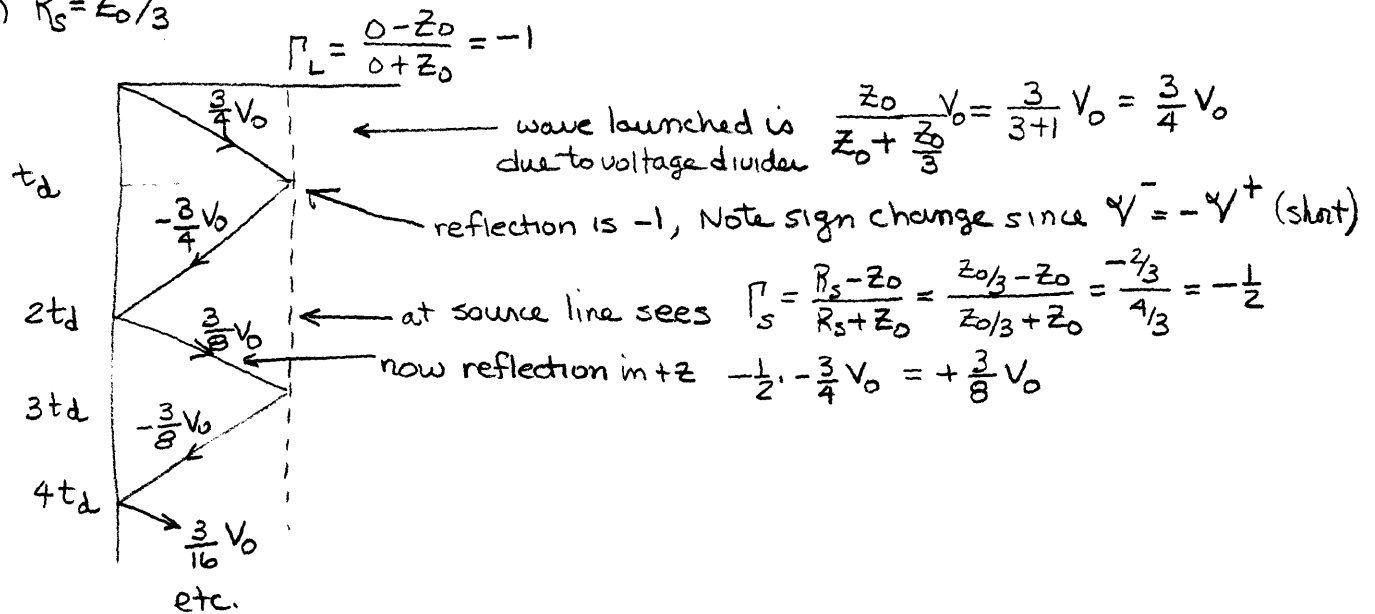 ) R_S = Z_0/3
Γ_L = (0 - Z_0)/(0 + Z_0) = -1
3/4 V_0
wave launched is due to voltage divider Z_0/(Z_0 + Z_0/3) V_0 = 3/(3+1) V_0 = 3/4 V_0
t_d
-3/4 V_0
reflection is -1, Note sign change since V^- = -V^+ (short)
2t_d
3/8 V_0
at source line sees Γ_S = (R_S - Z_0)/(R_S + Z_0) = (Z_0/3 - Z_0)/(Z_0/3 + Z_0) = (-2/3)/(4/3) = -1/2
now reflection in +z -1/2 · -3/4 V_0 = +3/8 V_0
3t_d
-3/8 V_0
4t_d
3/16 V_0
etc.